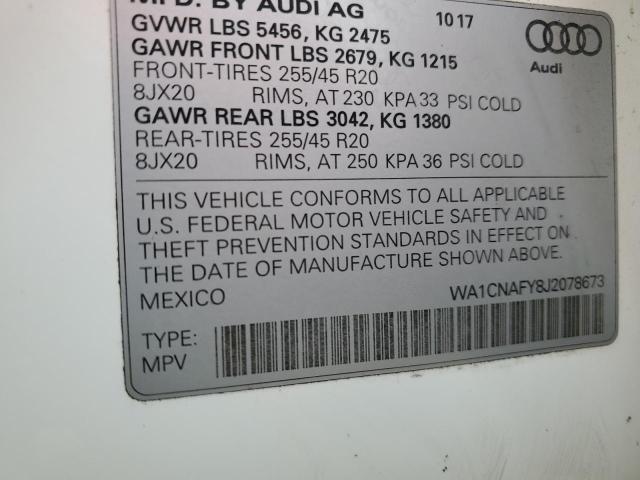 MFD. BY AUDI AG 10 17
GVWR LBS 5456, KG 2475
GAWR FRONT LBS 2679, KG 1215
FRONT-TIRES 255/45 R20
8JX20 RIMS, AT 230 KPA 33 PSI COLD
GAWR REAR LBS 3042, KG 1380
REAR-TIRES 255/45 R20
8JX20 RIMS, AT 250 KPA 36 PSI COLD
Audi
THIS VEHICLE CONFORMS TO ALL APPLICABLE
U.S. FEDERAL MOTOR VEHICLE SAFETY AND
THEFT PREVENTION STANDARDS IN EFFECT ON
THE DATE OF MANUFACTURE SHOWN ABOVE.
MEXICO WA1CNAFY8J2078673
TYPE:
MPV